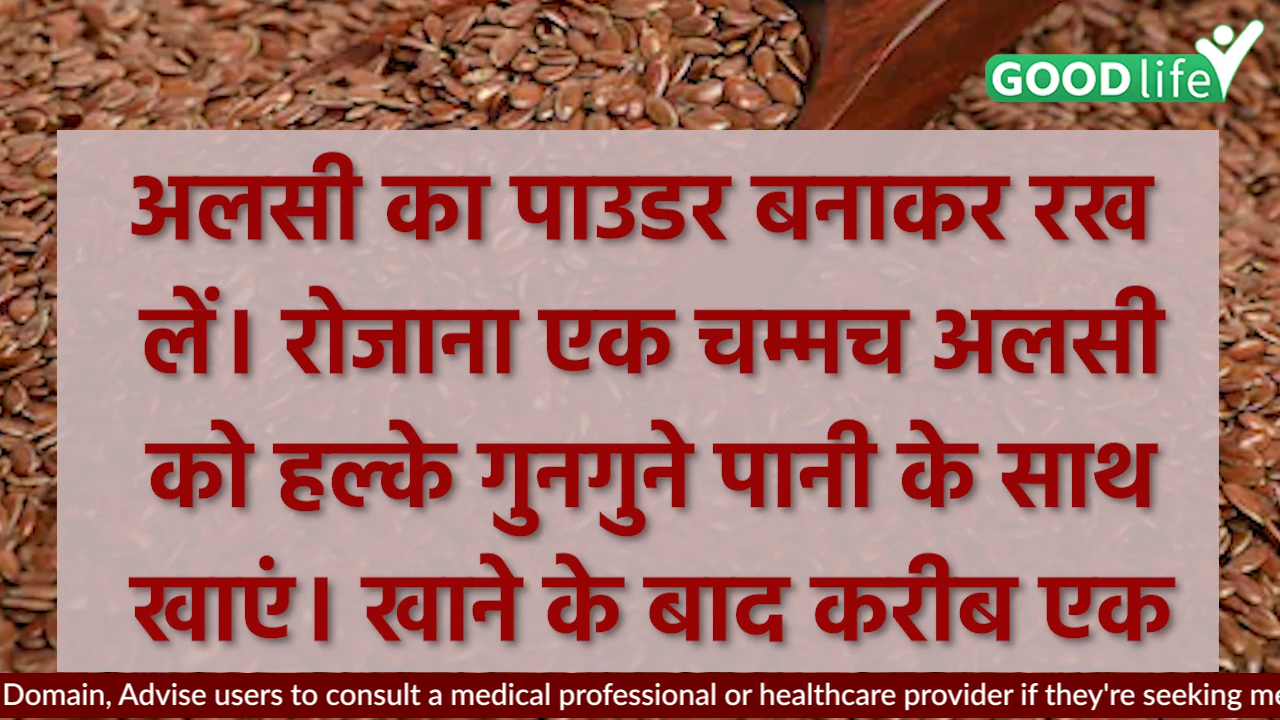 GOOD life
अलसी का पाउडर बनाकर रख
लें। रोजाना एक चम्मच अलसी
को हल्के गुनगुने पानी के साथ
खाएं। खाने के बाद करीब एक
Domain, Advise users to consult a medical professional or healthcare provider if they're seeking me